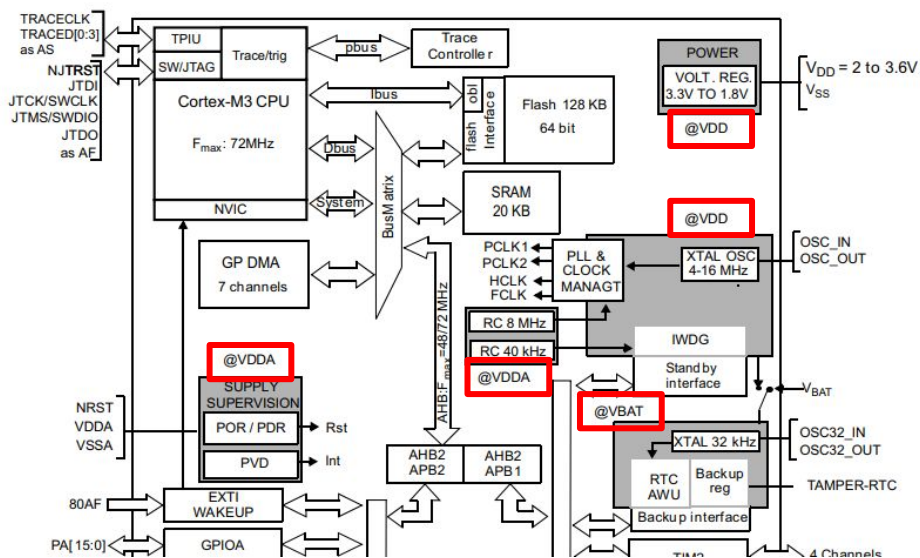 TRACECLK
TRACED[0:3]
as AS
NJTRST
JTDI
JTCK/SWCLK
JTMS/SWDIO
JTDO
as AF
TPIU
SW/JTAG
Trace/trig
Cortex-M3 CPU
Fmax: 72MHz
NVIC
pbus
Trace
Controller
Ibus
Dbus
System
BusMatrix
obl
flash
Interface
Flash 128 KB
64 bit
SRAM
20 KB
POWER
VOLT. REG.
3.3V TO 1.8V
@VDD
VDD = 2 to 3.6V
VSS
@VDD
PCLK1
PCLK2
HCLK
FCLK
PLL &
CLOCK
MANAGT
XTAL OSC
4-16 MHz
OSC_IN
OSC_OUT
GP DMA
7 channels
AHB:Fmax=48/72 MHz
RC 8 MHz
RC 40 kHz
@VDDA
IWDG
Standby
interface
VBAT
@VBAT
@VDDA
SUPPLY
SUPERVISION
NRST
VDDA
VSSA
POR / PDR
Rst
PVD
Int
XTAL 32 kHz
OSC32_IN
OSC32_OUT
RTC
AWU
Backup
reg
TAMPER-RTC
Backup interface
AHB2
APB2
AHB2
APB1
80AF
EXTI
WAKEUP
PA[15:0]
GPIOA
TIM2
4 Channels